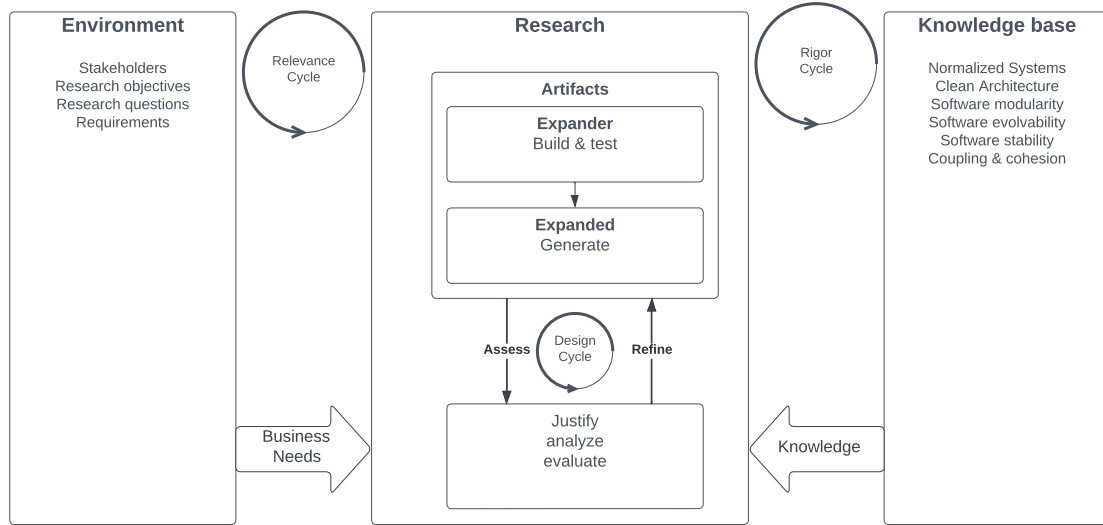 Environment
Stakeholders
Research objectives
Research questions
Requirements
Relevance
Cycle
Business
Needs
Research
Artifacts
Expander
Build & test
Expanded
Generate
Assess
Design
Cycle
Refine
Justify
analyze
evaluate
Rigor
Cycle
Knowledge
Knowledge base
Normalized Systems
Clean Architecture
Software modularity
Software evolvability
Software stability
Coupling & cohesion